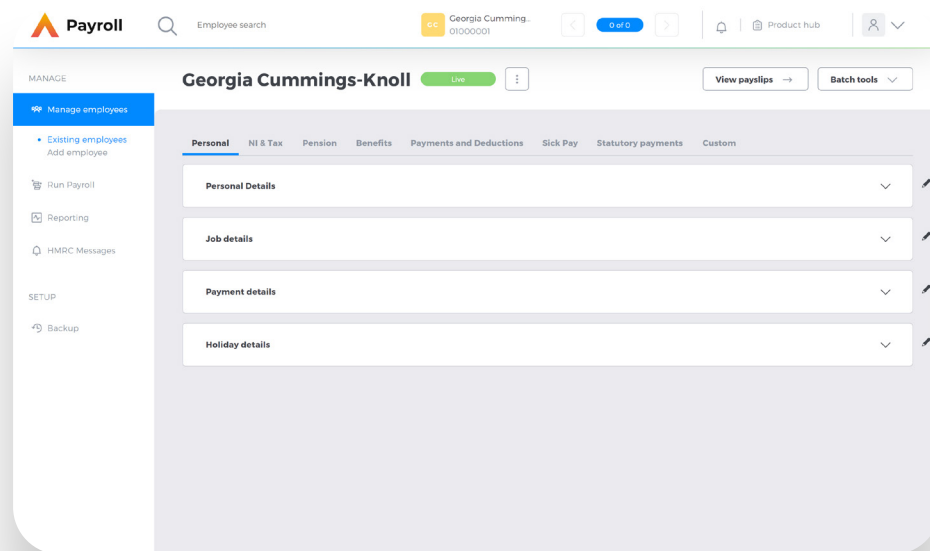 Payroll
Employee search
CC
Georgia Cumming..
01000001
0 of 0
Product hub
MANAGE
Georgia Cummings-Knoll
Live
View payslips
Batch tools
Manage employees
Existing employees
Add employee
Run Payroll
Reporting
HMRC Messages
SETUP
Backup
Personal NI & Tax Pension Benefits Payments and Deductions Sick Pay Statutory payments Custom
Personal Details
Job details
Payment details
Holiday details